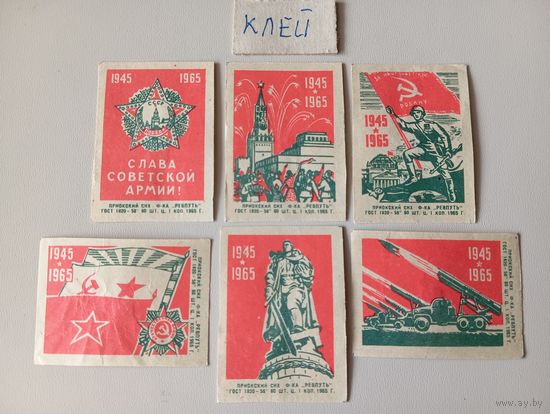 КЛЕЙ
1945 1965
СССР
СЛАВА
СОВЕТСКОЙ
АРМИИ!
ПРИОКСКИЙ СНХ Ф-КА „РЕВПУТЬ"
ГОСТ 1820-56* 60 ШТ. Ц. 1 КОП. 1965 Г.
1945
1965
ПРИОКСКИЙ СНХ Ф-КА „РЕВПУТЬ"
ГОСТ 1820-56* 60 ШТ. Ц. 1 КОП. 1965 Г.
РОДИНУ
1945
1965
ПРИОКСКИЙ СНХ Ф-КА „РЕВПУТЬ"
ГОСТ 1820-56* 60 ШТ. Ц. 1 КОП. 1965 Г.
1945
1965
ПРИОКСКИЙ СНХ Ф-КА „РЕВПУТЬ"
ГОСТ 1820-56* 60 ШТ. Ц. 1 КОП. 1965 Г.
1945
1965
ПРИОКСКИЙ СНХ Ф-КА „РЕВПУТЬ"
ГОСТ 1820-56* 60 ШТ. Ц. 1 КОП. 1965 Г.
1945
1965
ПРИОКСКИЙ СНХ Ф-КА „РЕВПУТЬ"
ГОСТ 1820-56* 60 ШТ. Ц. 1 КОП. 1965 Г.
www.ay.by